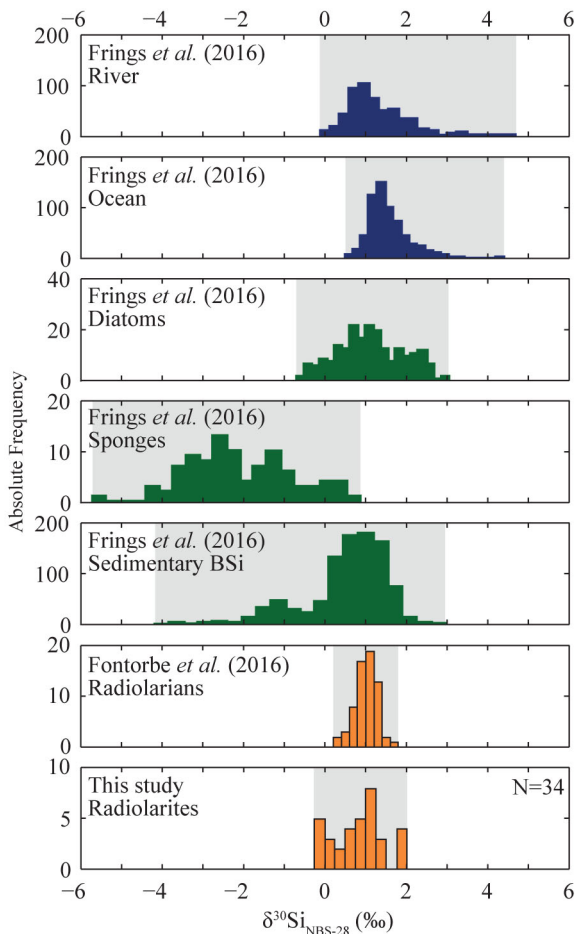 −6 −4 −2 0 2 4 6
200
100
0
Frings et al. (2016)
River
200
100
0
Frings et al. (2016)
Ocean
40
20
0
Frings et al. (2016)
Diatoms
20
10
0
Frings et al. (2016)
Sponges
200
100
0
Frings et al. (2016)
Sedimentary BSi
20
10
0
Fontorbe et al. (2016)
Radiolarians
10
5
0
This study
Radiolarites
N=34
Absolute Frequency
−6 −4 −2 0 2 4 6
δ³⁰Si NBS-28 (‰)